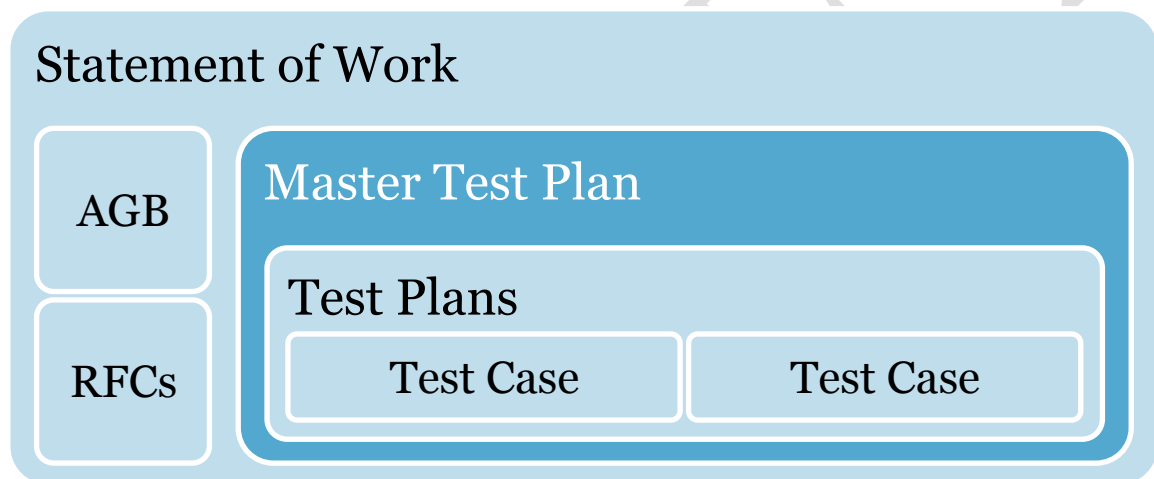 Statement of Work
AGB
Master Test Plan
Test Plans
RFCs
Test Case
Test Case